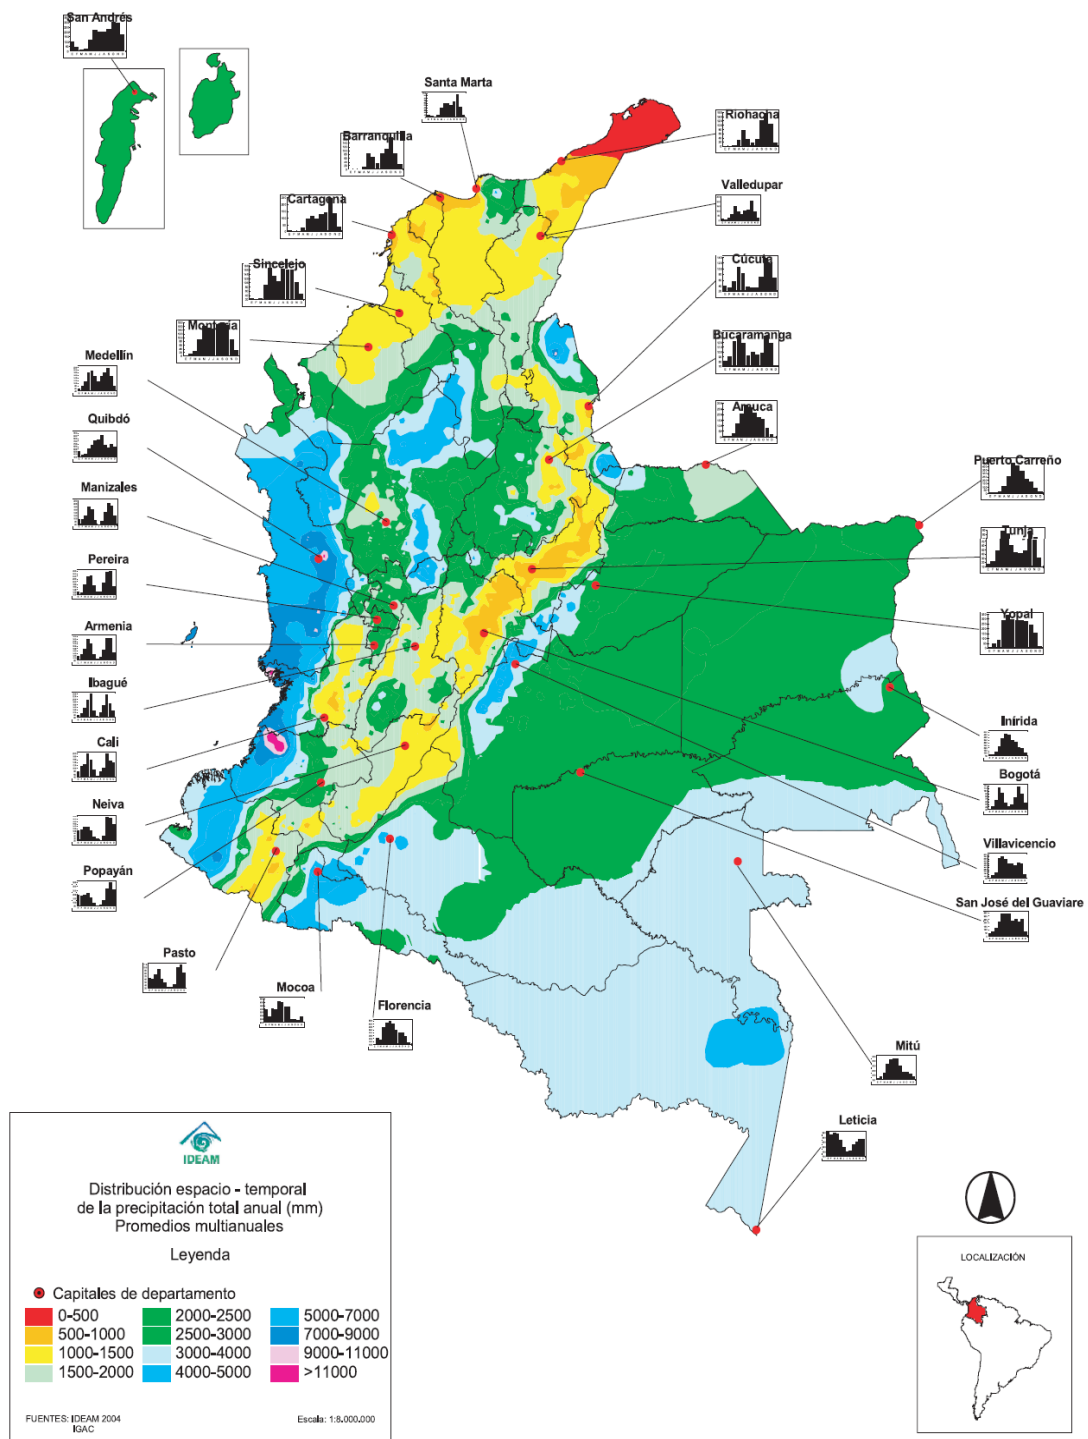 San Andrés
Santa Marta
Barranquilla
Riohacha
Cartagena
Valledupar
Sincelejo
Cúcuta
Montería
Bucaramanga
Medellín
Arauca
Quibdó
Puerto Carreño
Manizales
Tunja
Pereira
Yopal
Armenia
Ibagué
Inírida
Cali
Bogotá
Neiva
Villavicencio
Popayán
San José del Guaviare
Pasto
Mocoa
Florencia
Mitú
Leticia
IDEAM
Distribución espacio - temporal
de la precipitación total anual (mm)
Promedios multianuales
Leyenda
Capitales de departamento
0-500 2000-2500 5000-7000
500-1000 2500-3000 7000-9000
1000-1500 3000-4000 9000-11000
1500-2000 4000-5000 >11000
FUENTES: IDEAM 2004
IGAC
Escala: 1:8.000.000
LOCALIZACIÓN